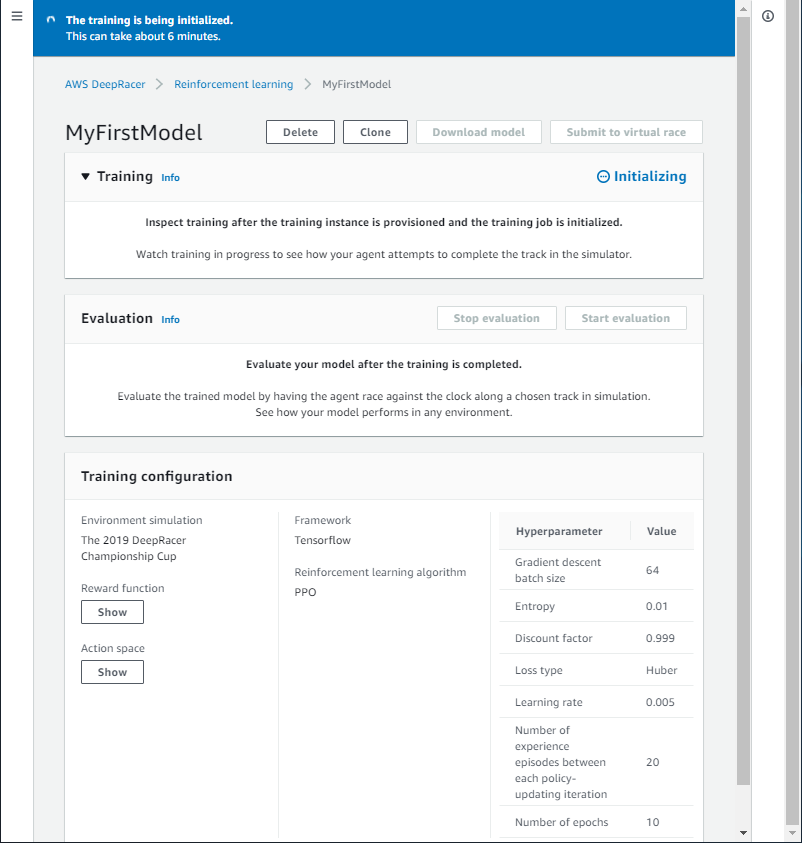 The training is being initialized.
This can take about 6 minutes.
AWS DeepRacer > Reinforcement learning > MyFirstModel
MyFirstModel
Delete
Clone
Download model
Submit to virtual race
Training Info
Initializing
Inspect training after the training instance is provisioned and the training job is initialized.
Watch training in progress to see how your agent attempts to complete the track in the simulator.
Evaluation Info
Stop evaluation
Start evaluation
Evaluate your model after the training is completed.
Evaluate the trained model by having the agent race against the clock along a chosen track in simulation.
See how your model performs in any environment.
Training configuration
Environment simulation
The 2019 DeepRacer
Championship Cup
Reward function
Show
Action space
Show
Framework
Tensorflow
Reinforcement learning algorithm
PPO
Hyperparameter Value
Gradient descent
batch size 64
Entropy 0.01
Discount factor 0.999
Loss type Huber
Learning rate 0.005
Number of
experience
episodes between 20
each policy-
updating iteration
Number of epochs 10